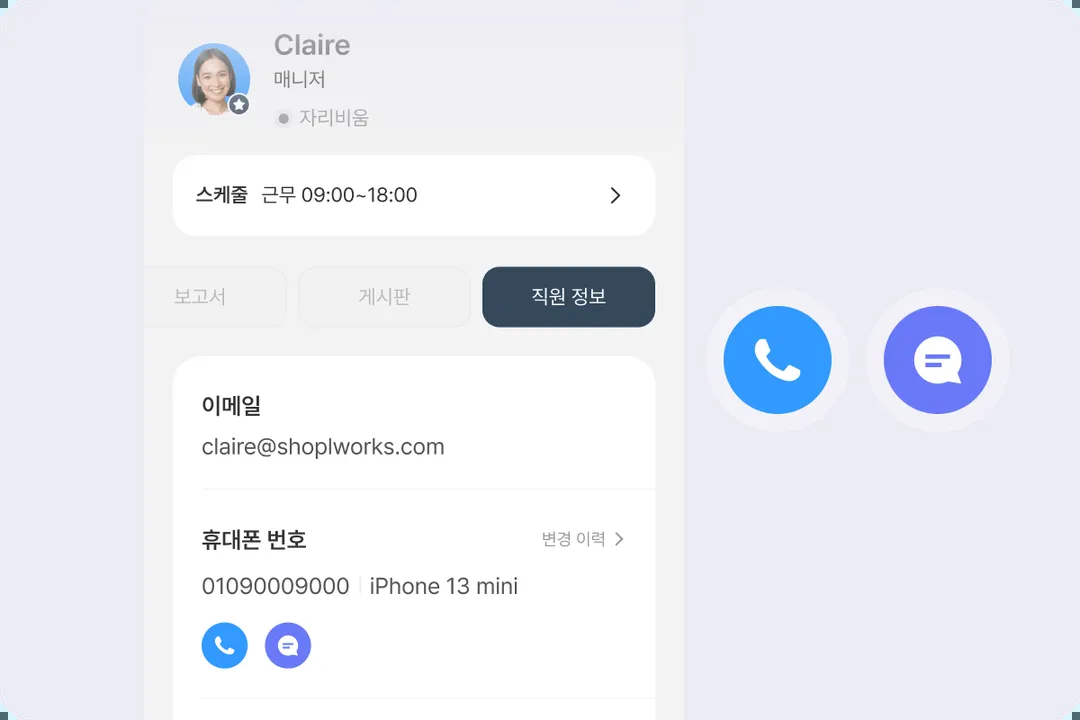 Claire
매니저
자리비움
스케줄 근무 09:00~18:00
보고서 게시판 직원 정보
이메일
claire@shoplworks.com
휴대폰 번호 변경 이력
01090009000 iPhone 13 mini